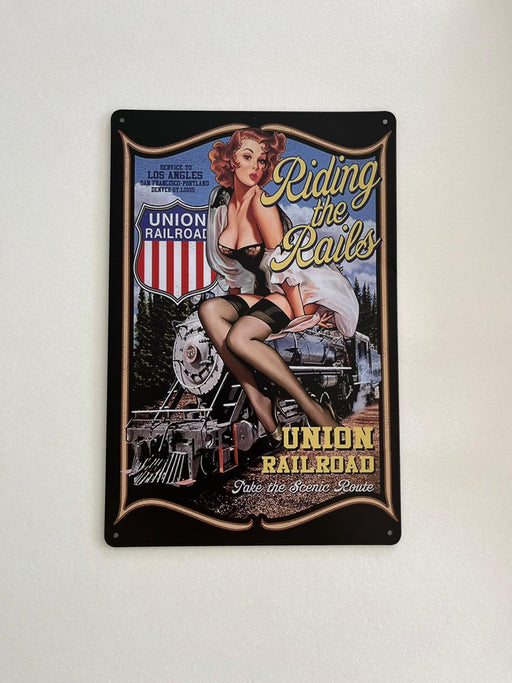 SERVICE TO
LOS ANGLES
SAN FRANCISCO-PORTLAND
DENVER-ST.LOUIS
UNION
RAILROAD
Riding
the
Rails
UNION
RAILROAD
Take the Scenic Route